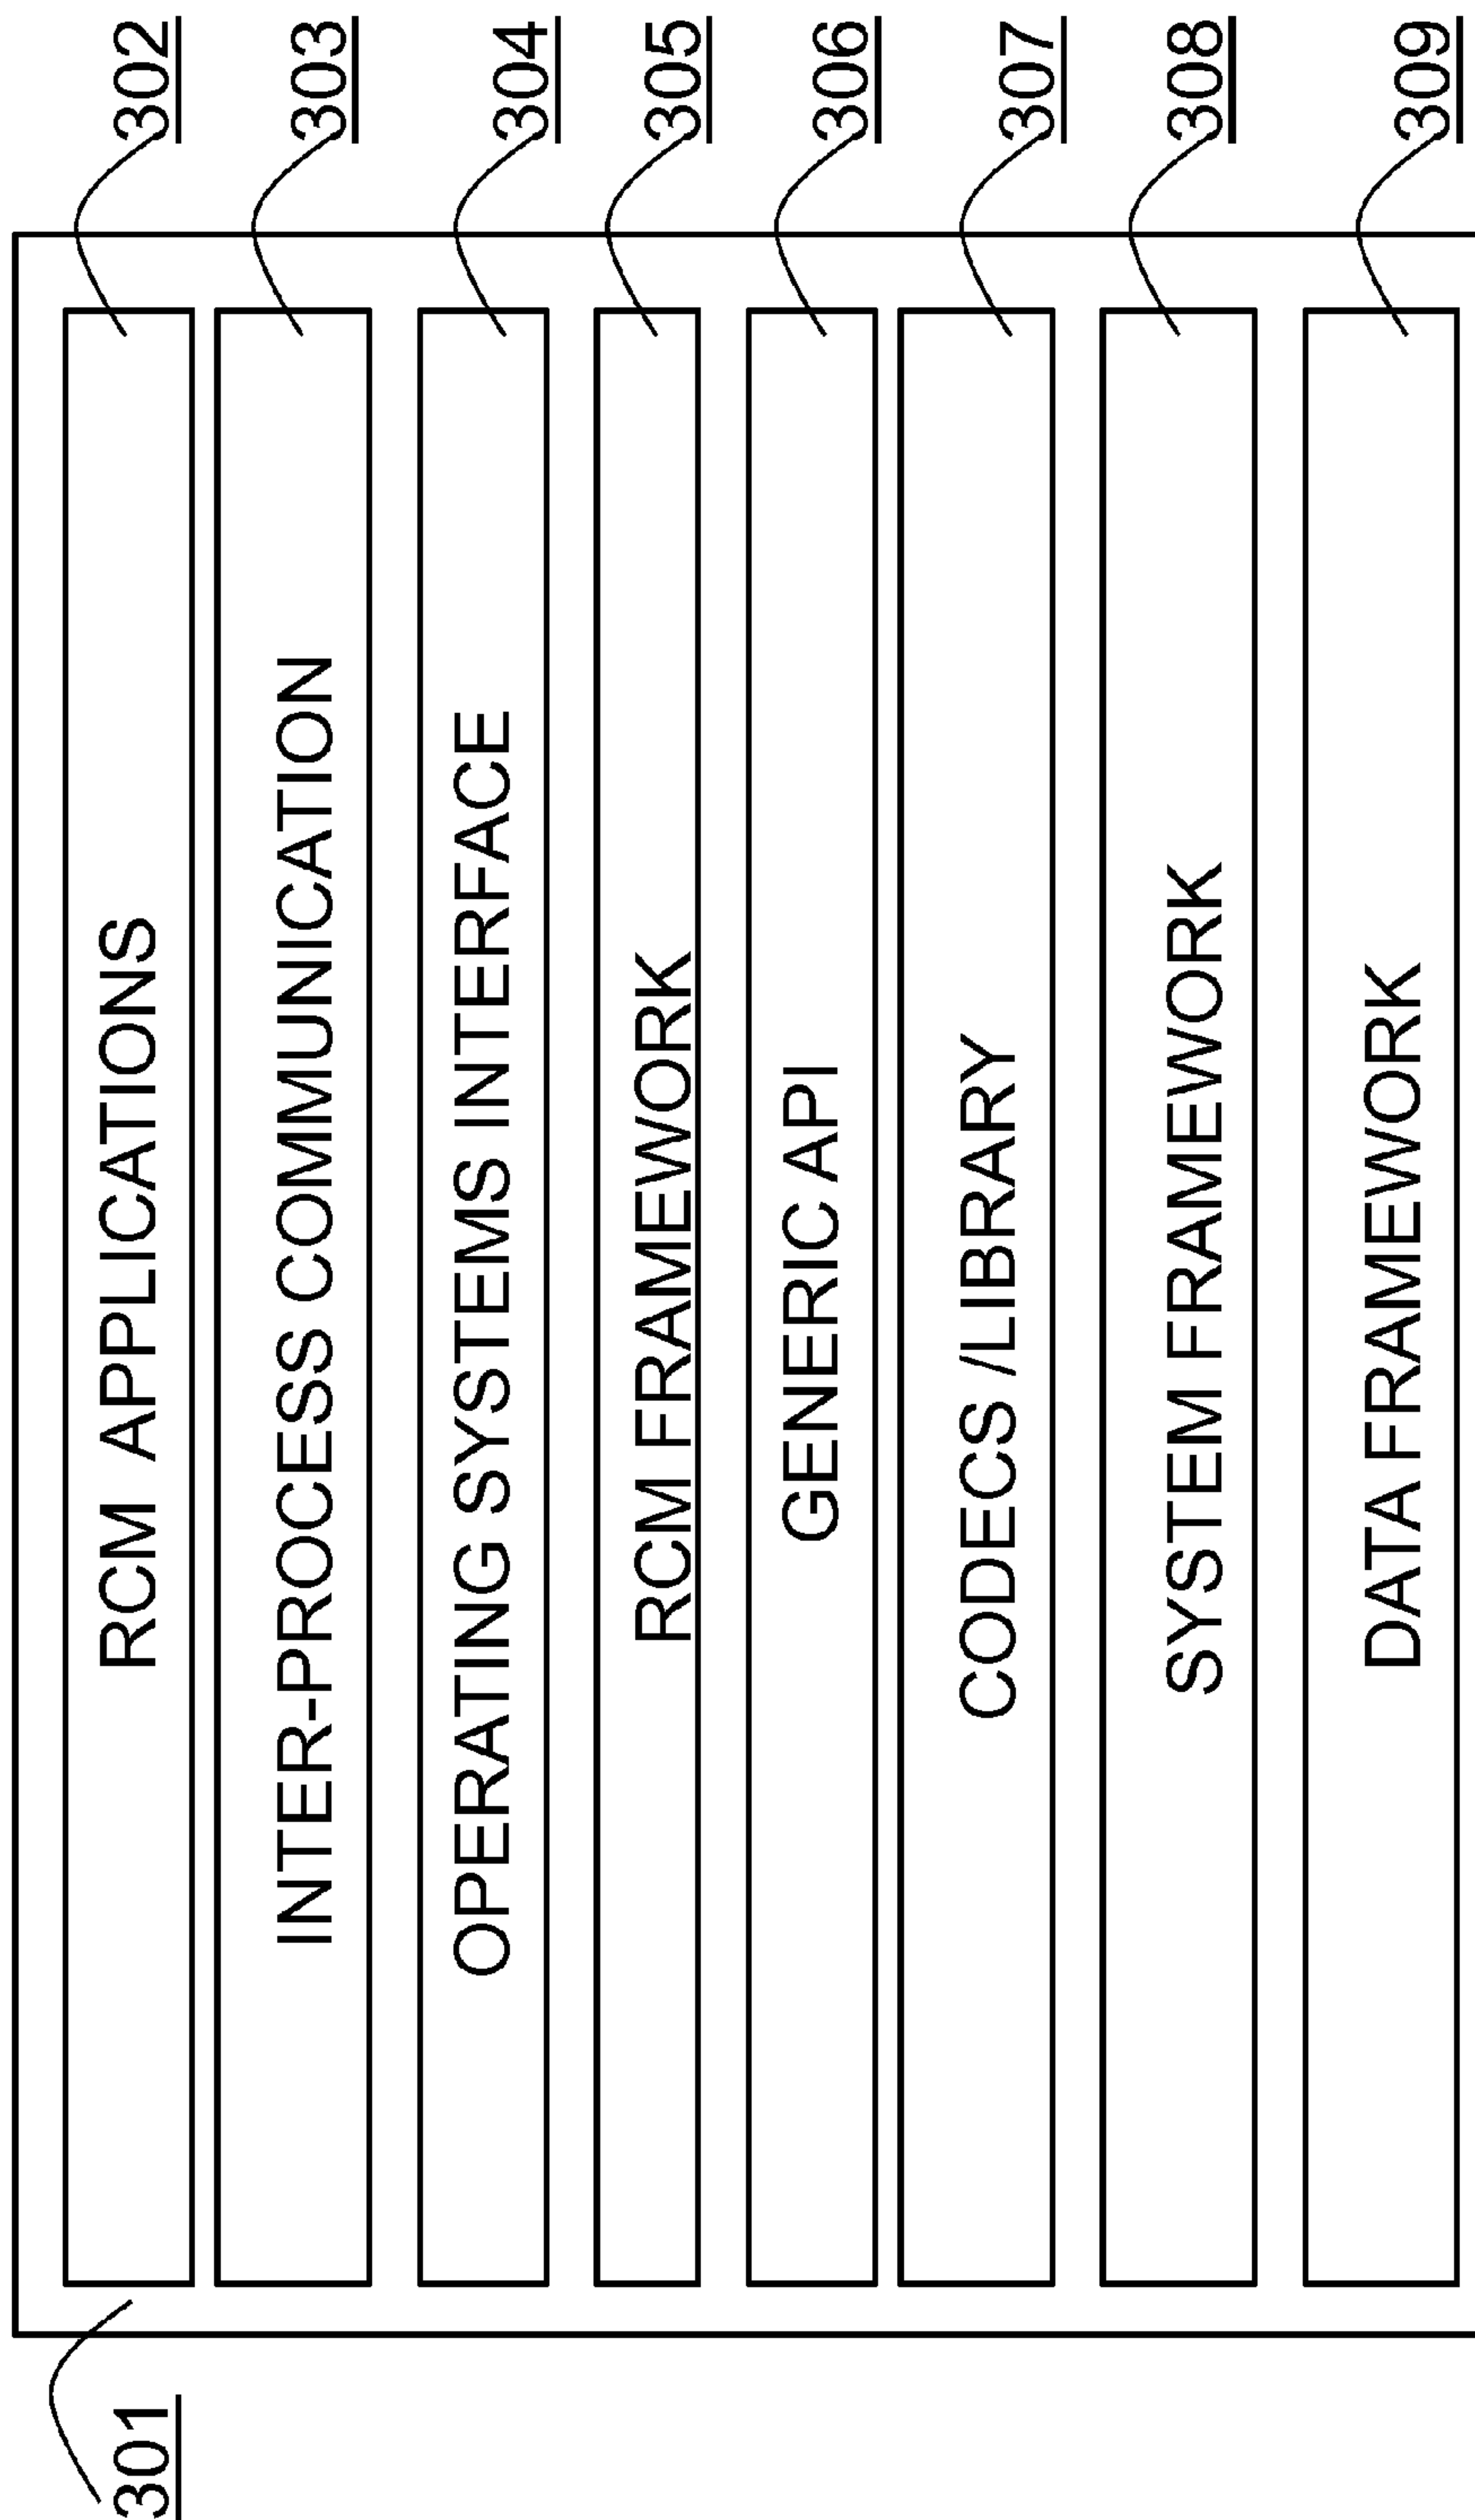 301
RCM APPLICATIONS
302
INTER-PROCESS COMMUNICATION
303
OPERATING SYSTEMS INTERFACE
304
RCM FRAMEWORK
305
GENERIC API
306
CODECS /LIBRARY
307
SYSTEM FRAMEWORK
308
DATA FRAMEWORK
309